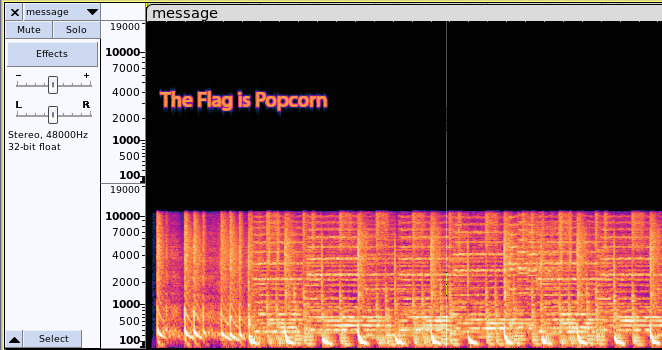 message
message
Mute Solo
Effects
- +
L R
Stereo, 48000Hz
32-bit float
Select
19000
10000
7000
4000
2000
1000
500
100
19000
10000
7000
4000
2000
1000
500
100
The Flag is Popcorn